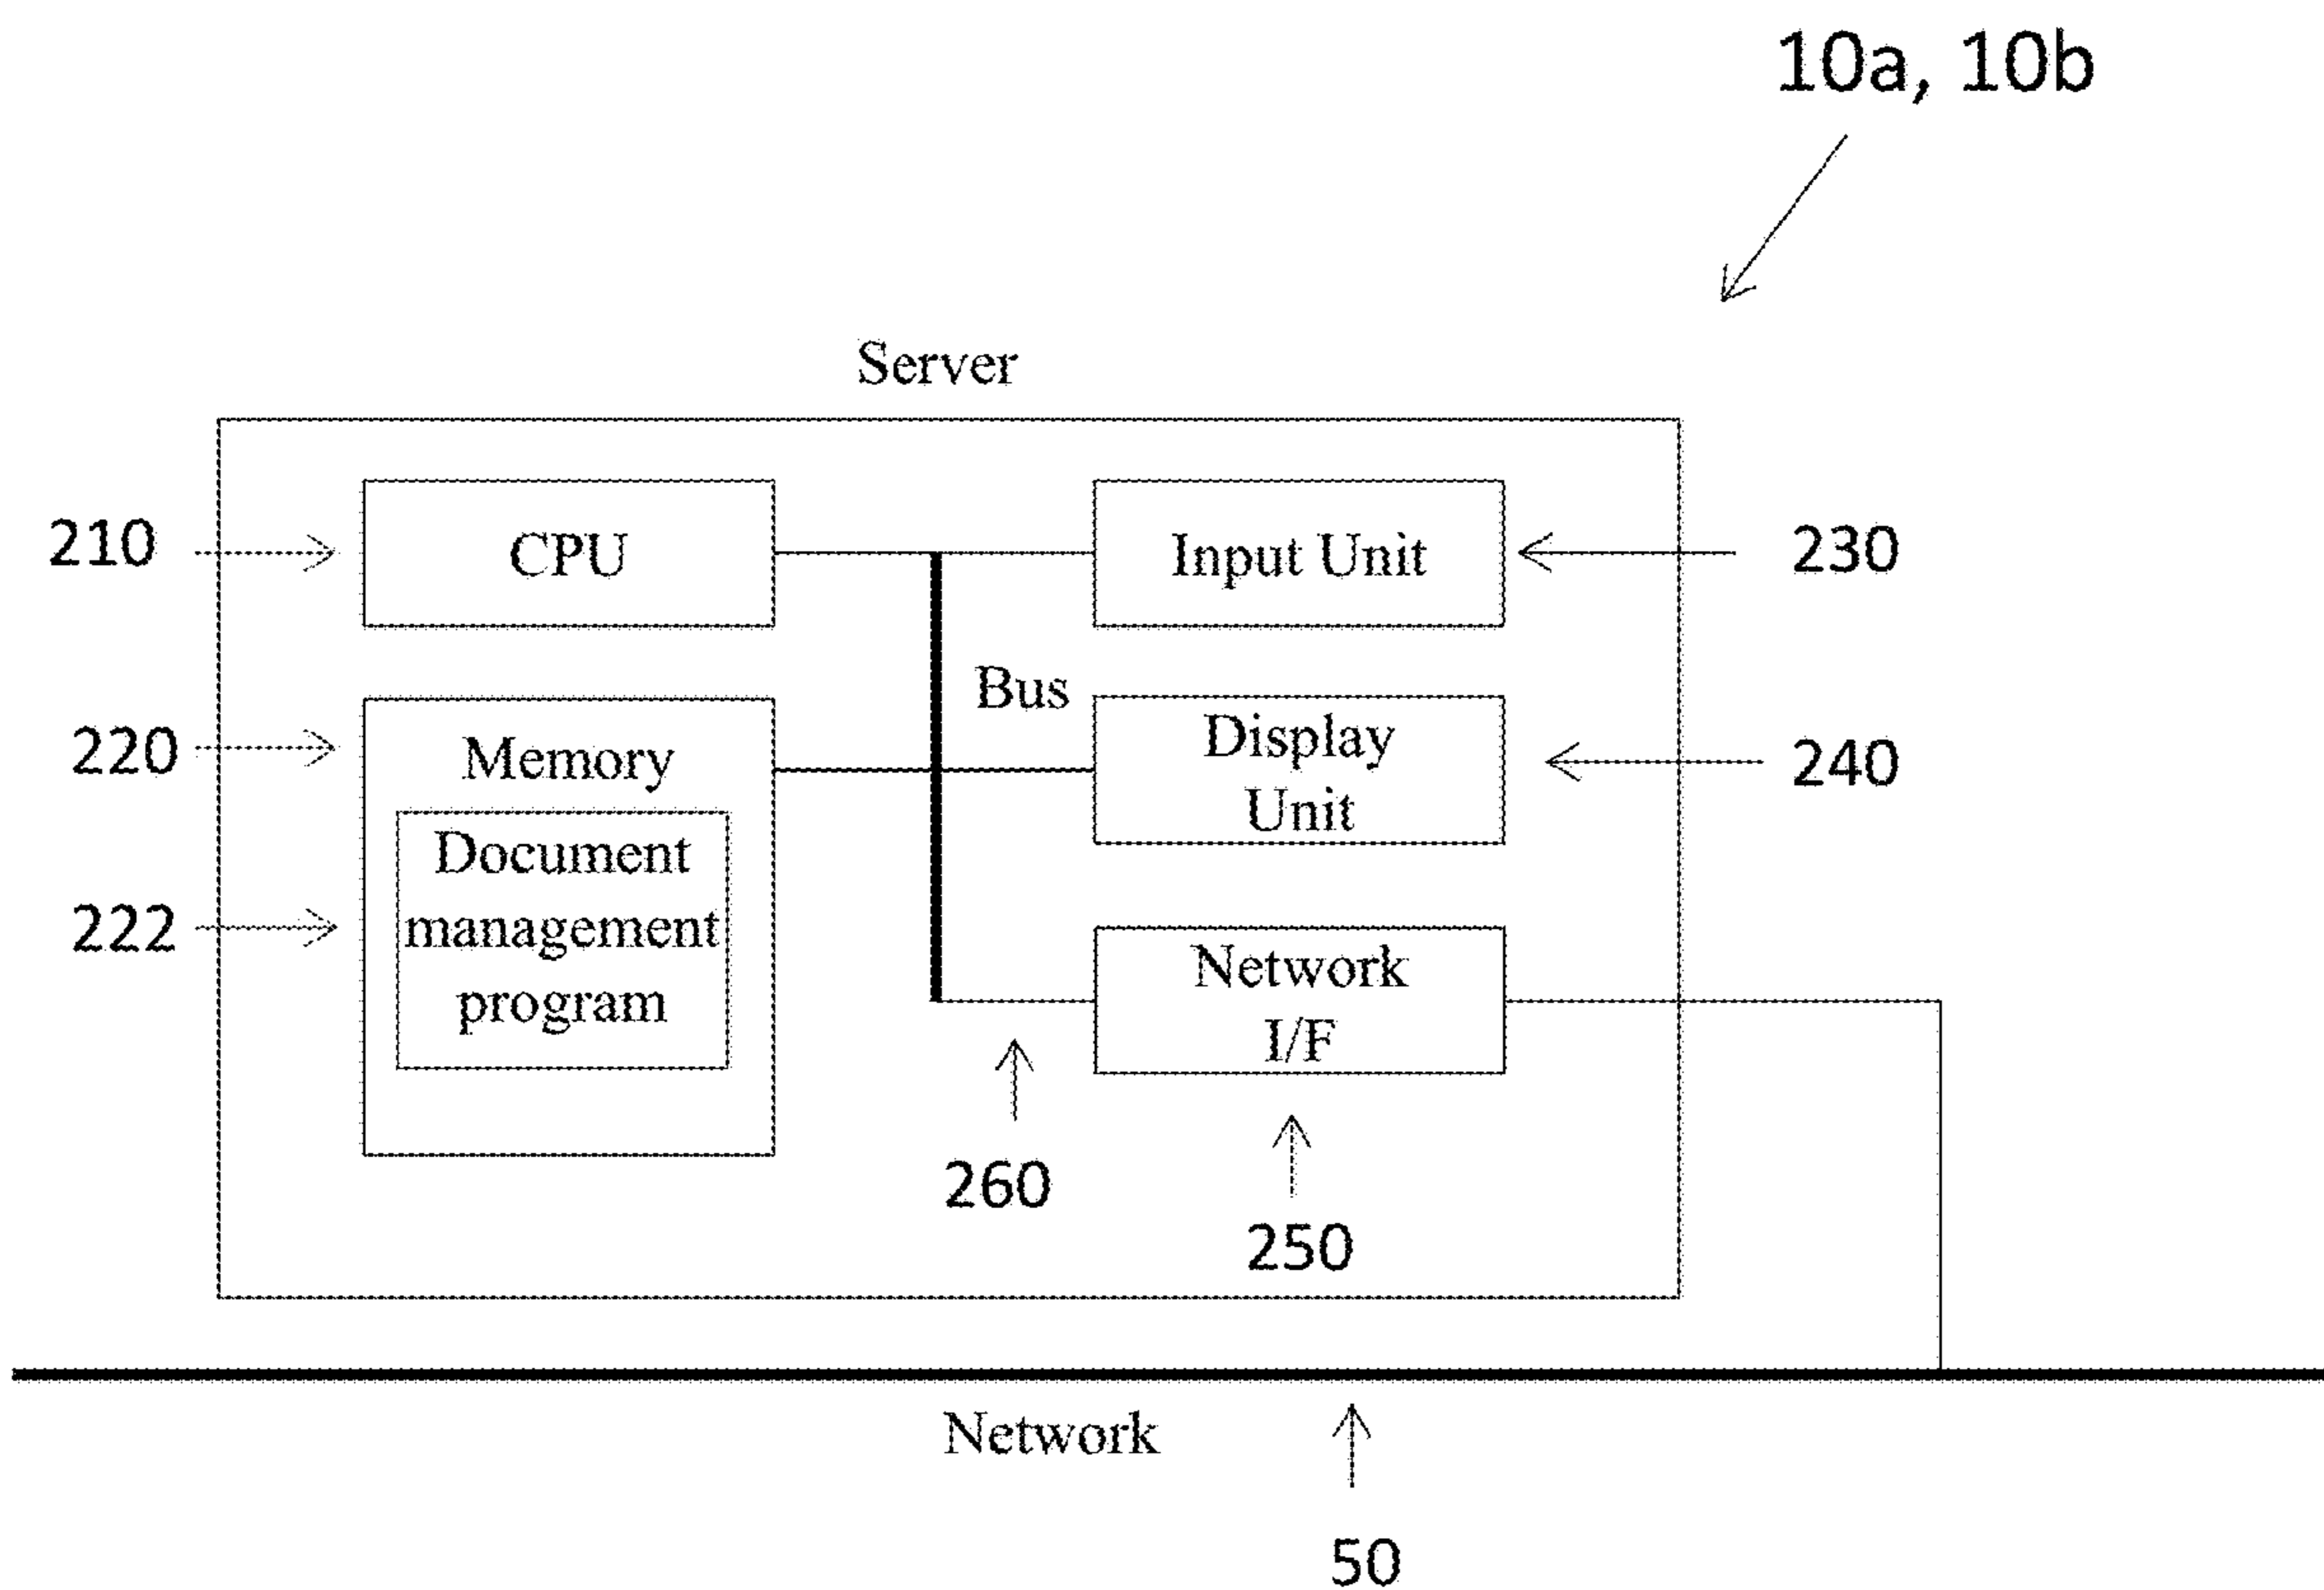 10a, 10b
Server
210
CPU
Input Unit
230
Bus
220
Memory
Display
Unit
240
222
Document
management
program
Network
I/F
260
250
Network
50